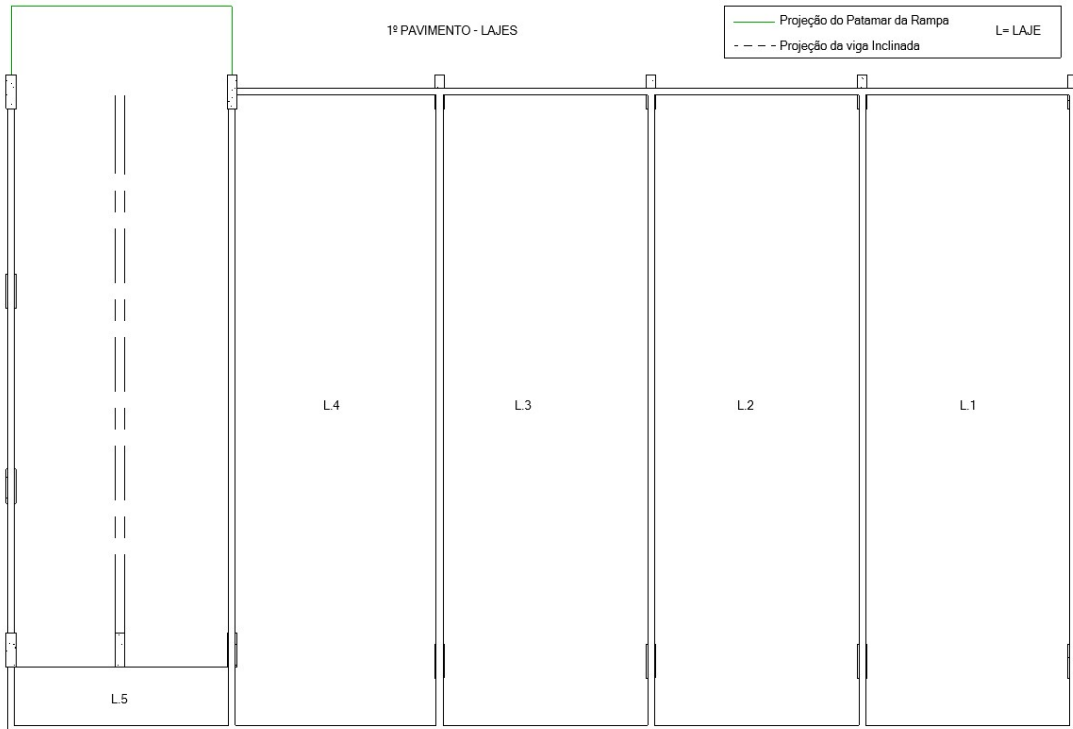 1º PAVIMENTO - LAJES
Projeção do Patamar da Rampa
L= LAJE
Projeção da viga Inclinada
L.4
L.3
L.2
L.1
L.5